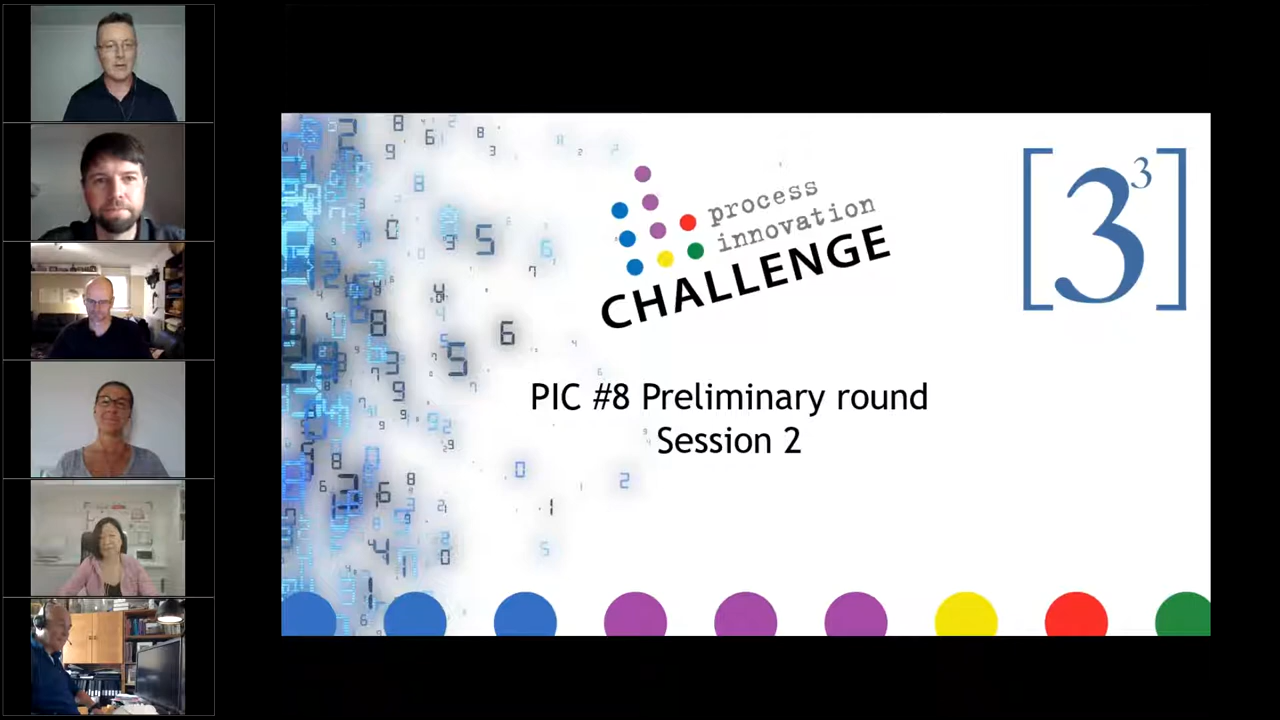 process
innovation
CHALLENGE
[3³]
PIC #8 Preliminary round
Session 2